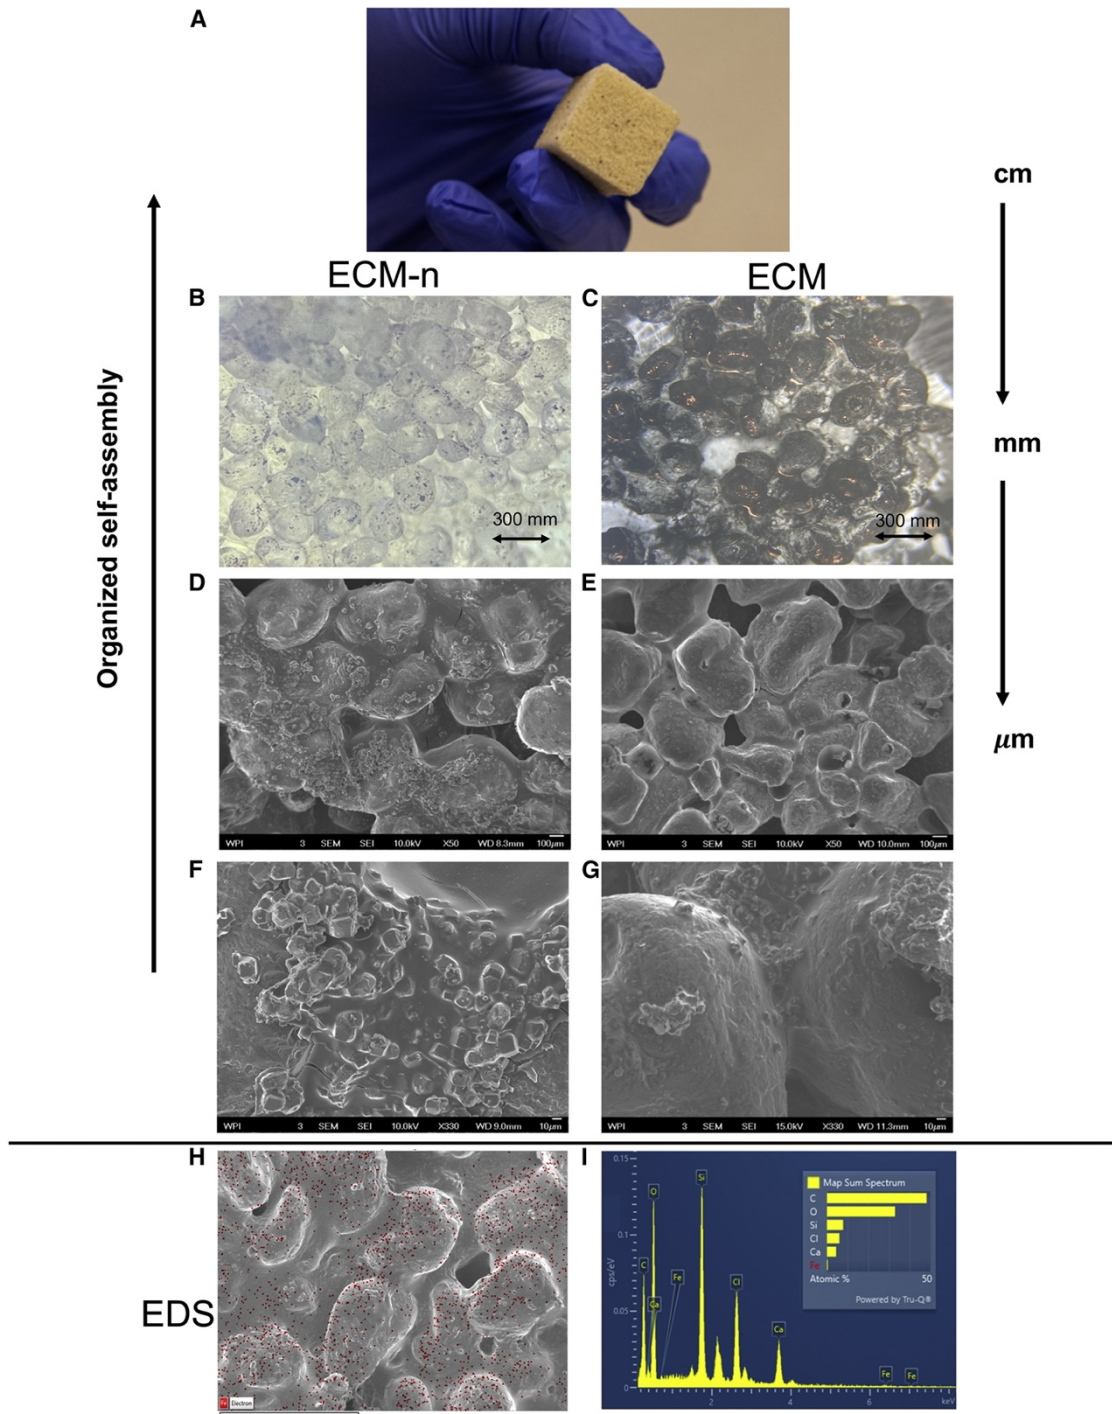 A
cm
ECM-n
ECM
B
C
Organized self-assembly
300 mm
300 mm
mm
D
E
WPI 3 SEM SEI 10.0kV X50 WD 8.3mm 100μm
WPI 3 SEM SEI 10.0kV X50 WD 10.0mm 100μm
μm
F
G
WPI 3 SEM SEI 10.0kV X330 WD 9.0mm 10μm
WPI 3 SEM SEI 15.0kV X330 WD 11.3mm 10μm
H
I
EDS
Fe Electron
0.15
0.1
0.05
0
cps/eV
C
O
Ca
Fe
Si
Cl
Ca
Fe
Fe
2
4
6
keV
Map Sum Spectrum
C
O
Si
Cl
Ca
Fe
Atomic % 50
Powered by Tru-Q®